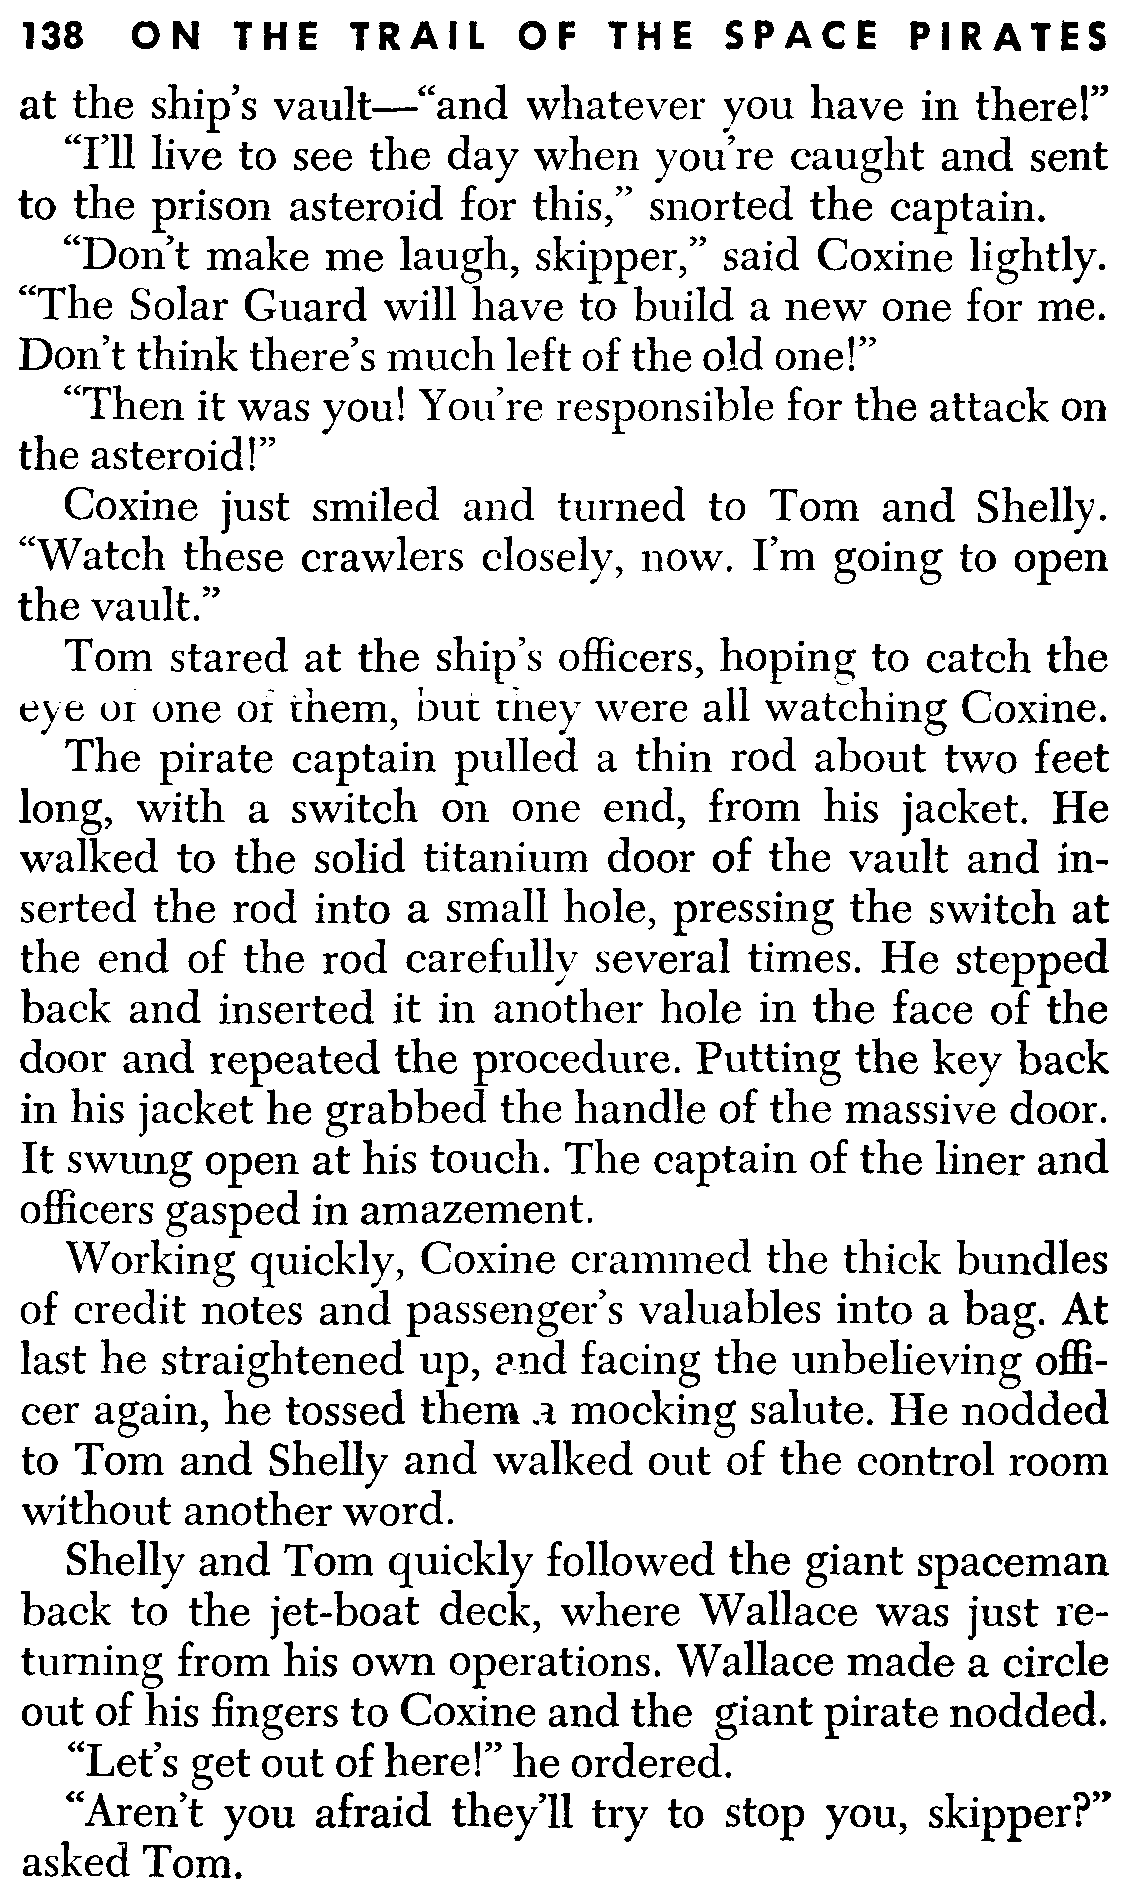 138 ON THE TRAIL OF THE SPACE PIRATES
at the ship's vault—“and whatever you have in there!”
“I'll live to see the day when you're caught and sent
to the prison asteroid for this,” snorted the captain.
“Don't make me laugh, skipper,” said Coxine lightly.
“The Solar Guard will have to build a new one for me.
Don't think there's much left of the old one!”
“Then it was you! You're responsible for the attack on
the asteroid!”
Coxine just smiled and turned to Tom and Shelly.
“Watch these crawlers closely, now. I'm going to open
the vault.”
Tom stared at the ship's officers, hoping to catch the
eye of one of them, but they were all watching Coxine.
The pirate captain pulled a thin rod about two feet
long, with a switch on one end, from his jacket. He
walked to the solid titanium door of the vault and in-
serted the rod into a small hole, pressing the switch at
the end of the rod carefully several times. He stepped
back and inserted it in another hole in the face of the
door and repeated the procedure. Putting the key back
in his jacket he grabbed the handle of the massive door.
It swung open at his touch. The captain of the liner and
officers gasped in amazement.
Working quickly, Coxine crammed the thick bundles
of credit notes and passenger's valuables into a bag. At
last he straightened up, and facing the unbelieving offi-
cer again, he tossed them a mocking salute. He nodded
to Tom and Shelly and walked out of the control room
without another word.
Shelly and Tom quickly followed the giant spaceman
back to the jet-boat deck, where Wallace was just re-
turning from his own operations. Wallace made a circle
out of his fingers to Coxine and the giant pirate nodded.
“Let's get out of here!” he ordered.
“Aren't you afraid they'll try to stop you, skipper?”
asked Tom.